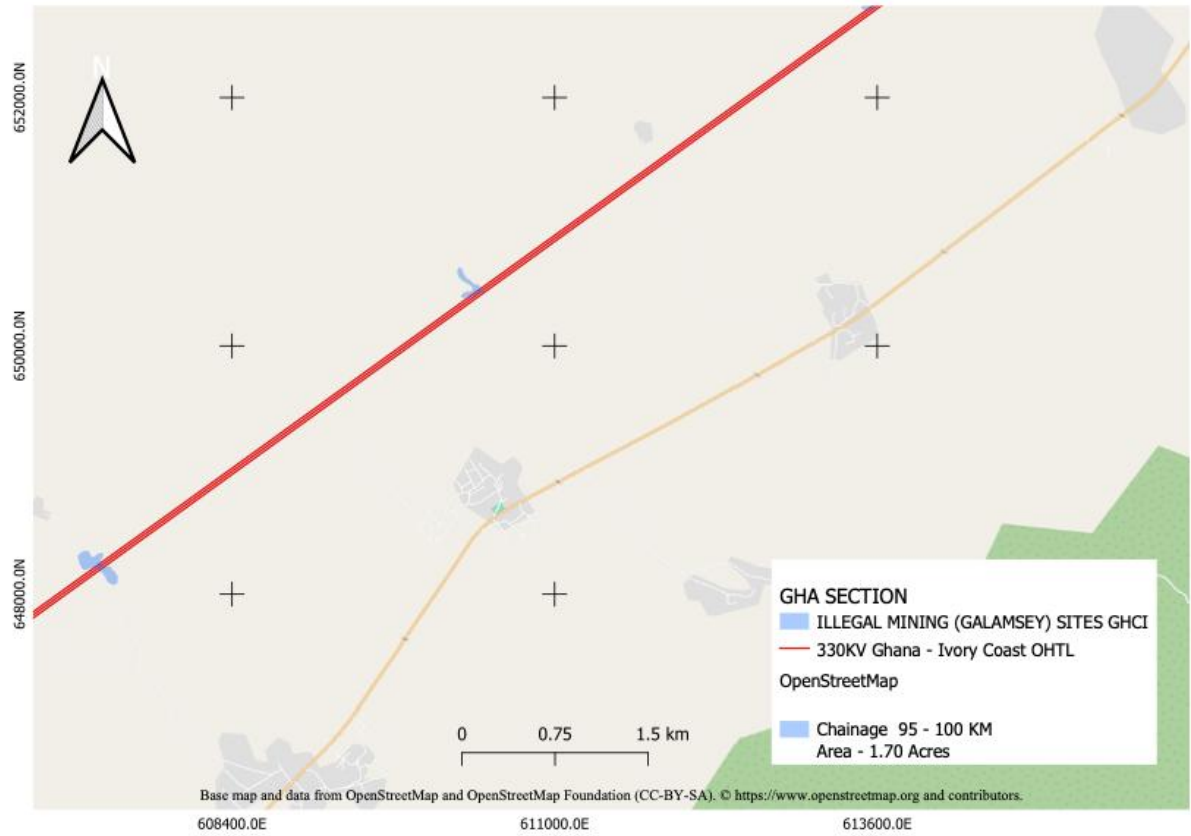 N
652000.0N
650000.0N
648000.0N
GHA SECTION
ILLEGAL MINING (GALAMSEY) SITES GHCI
330KV Ghana - Ivory Coast OHTL
OpenStreetMap
Chainage 95 - 100 KM
Area - 1.70 Acres
0 0.75 1.5 km
Base map and data from OpenStreetMap and OpenStreetMap Foundation (CC-BY-SA). © https://www.openstreetmap.org and contributors.
608400.0E 611000.0E 613600.0E